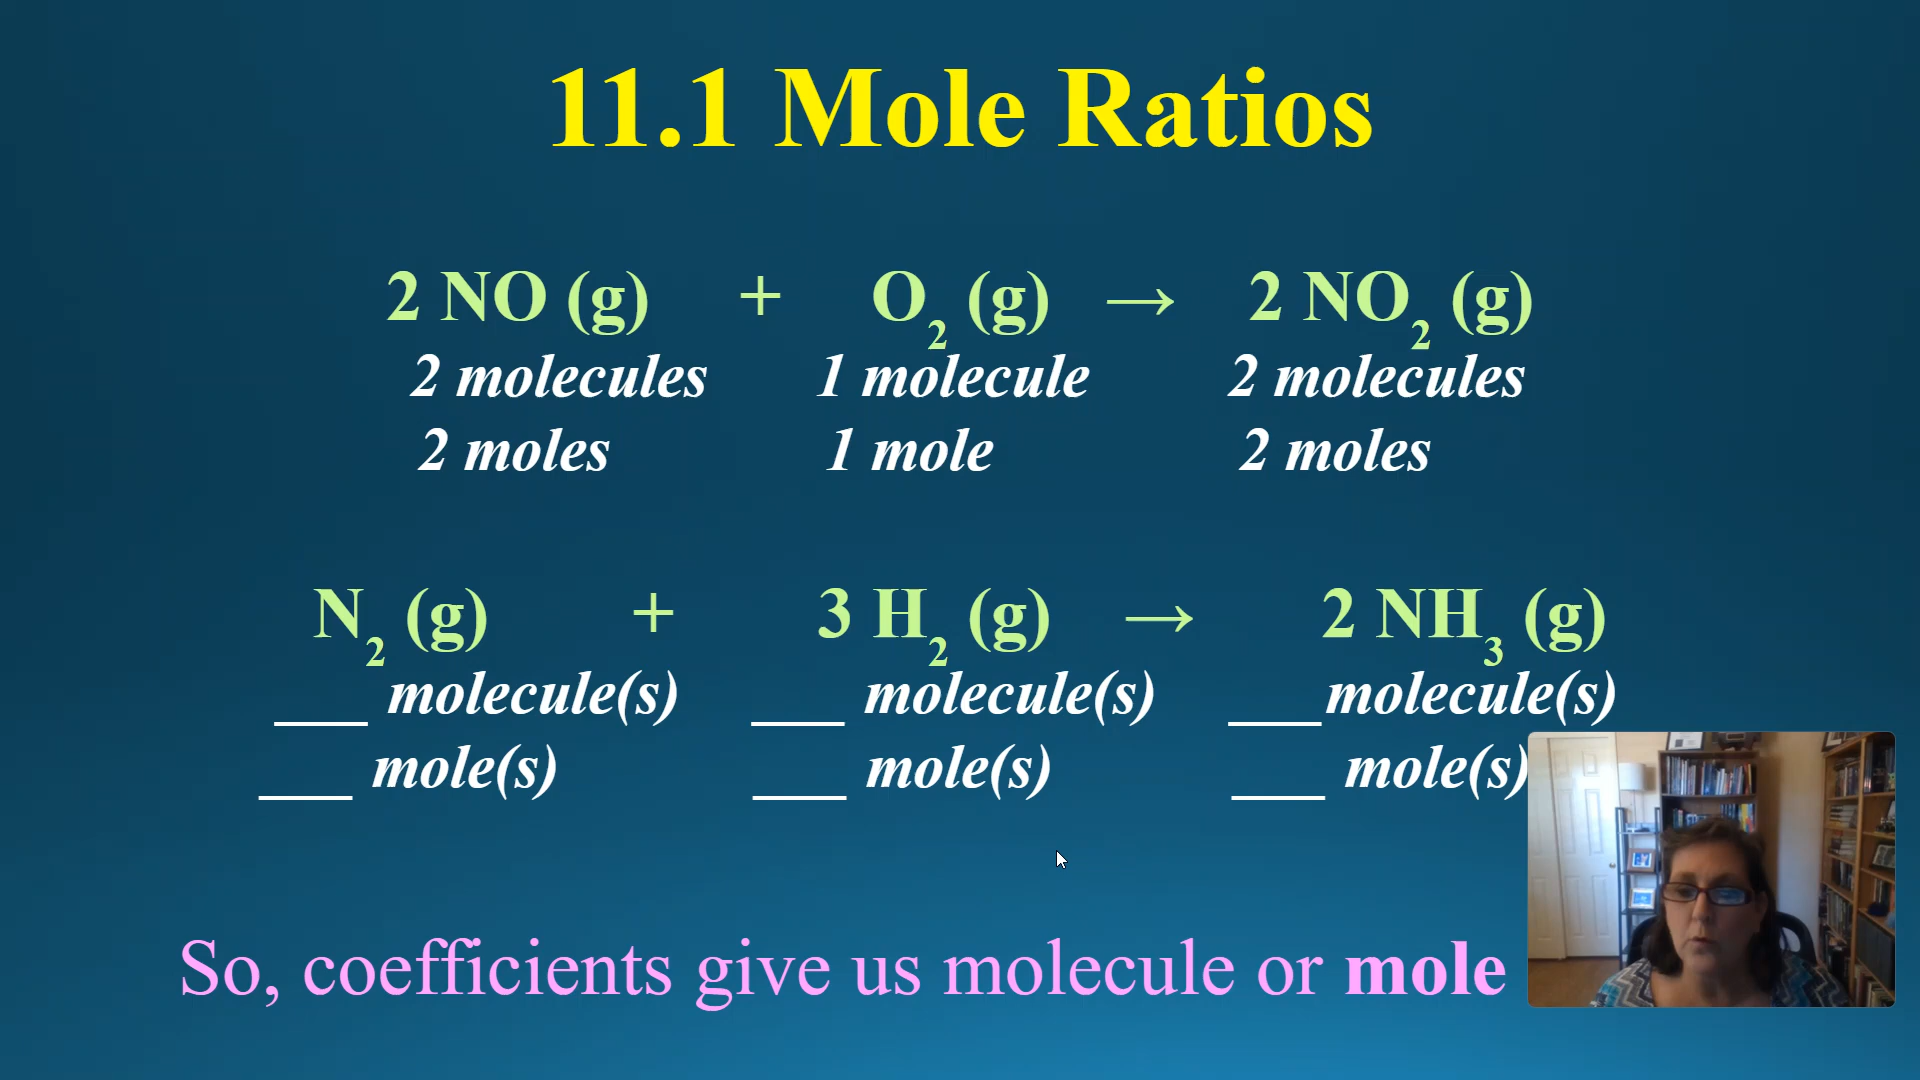 11.1 Mole Ratios
2 NO (g) + O₂ (g) → 2 NO₂ (g)
2 molecules 1 molecule 2 molecules
2 moles 1 mole 2 moles
N₂ (g) + 3 H₂ (g) → 2 NH₃ (g)
___ molecule(s) ___ molecule(s) ___molecule(s)
___ mole(s) ___ mole(s) ___ mole(s)
So, coefficients give us molecule or mole